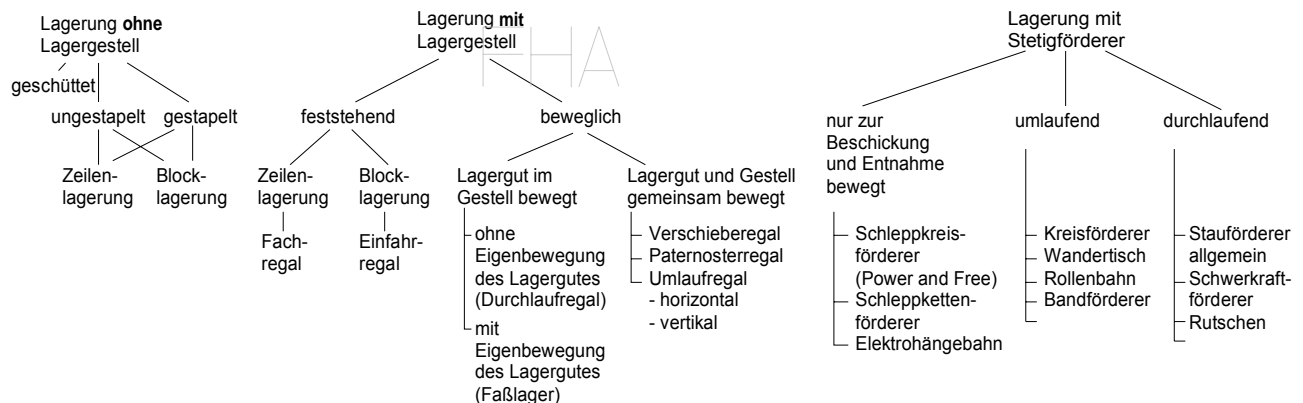 Lagerung ohne
Lagergestell
geschüttet
ungestapelt
gestapelt
Zeilen-
lagerung
Block-
lagerung
Lagerung mit
Lagergestell
FHA
feststehend
beweglich
Zeilen-
lagerung
Block-
lagerung
Fach-
regal
Einfahr-
regal
Lagergut im
Gestell bewegt
ohne
Eigenbewegung
des Lagergutes
(Durchlaufregal)
mit
Eigenbewegung
des Lagergutes
(Faßlager)
Lagergut und Gestell
gemeinsam bewegt
Verschieberegal
Paternosterregal
Umlaufregal
- horizontal
- vertikal
Lagerung mit
Stetigförderer
nur zur
Beschickung
und Entnahme
bewegt
Schleppkreis-
förderer
(Power and Free)
Schleppketten-
förderer
Elektrohängebahn
umlaufend
Kreisförderer
Wandertisch
Rollenbahn
Bandförderer
durchlaufend
Stauförderer
allgemein
Schwerkraft-
förderer
Rutschen